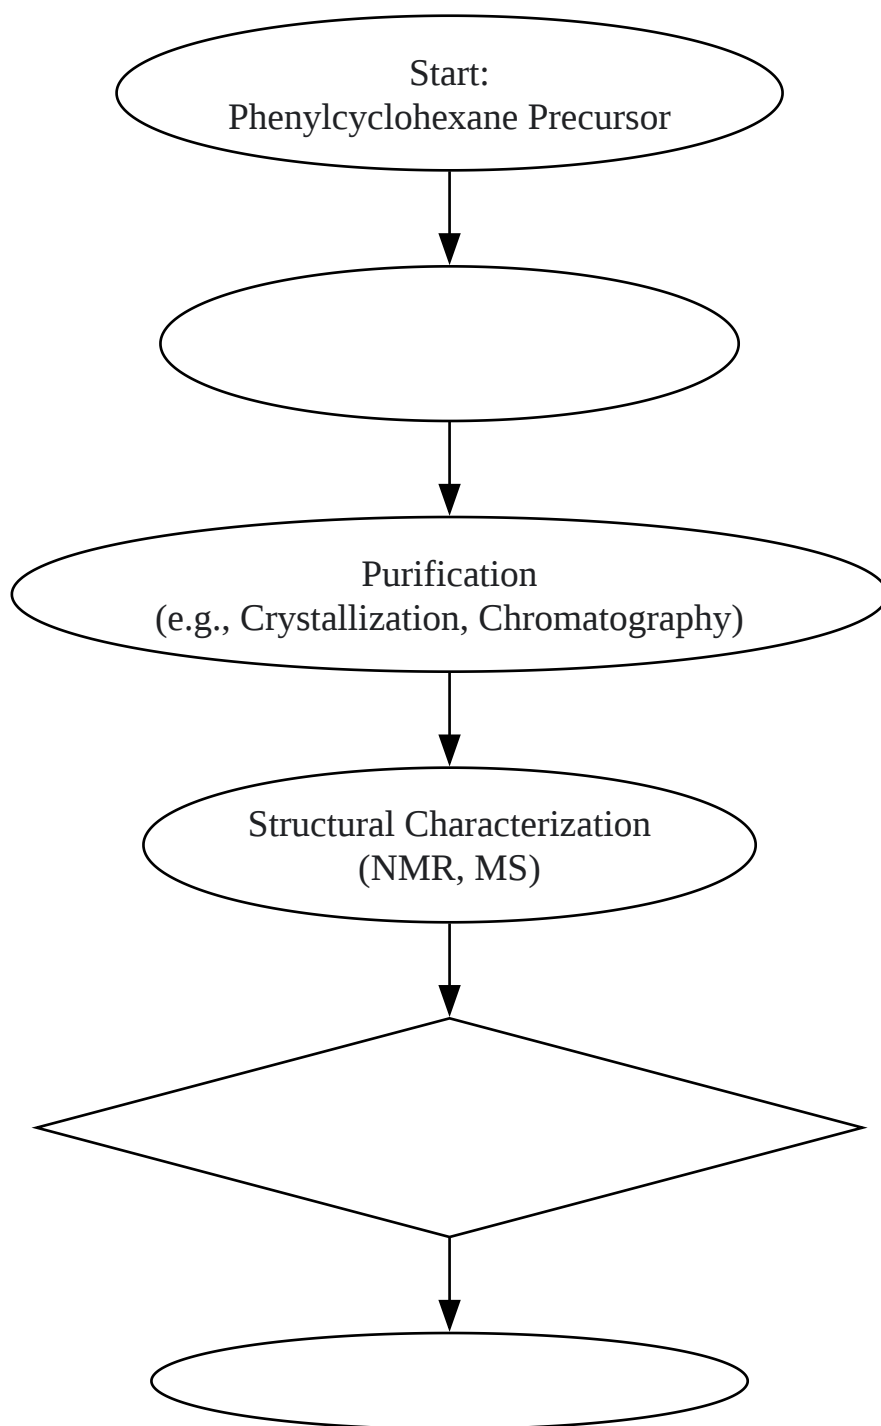 Start:
Phenylcyclohexane Precursor
Purification
(e.g., Crystallization, Chromatography)
Structural Characterization
(NMR, MS)